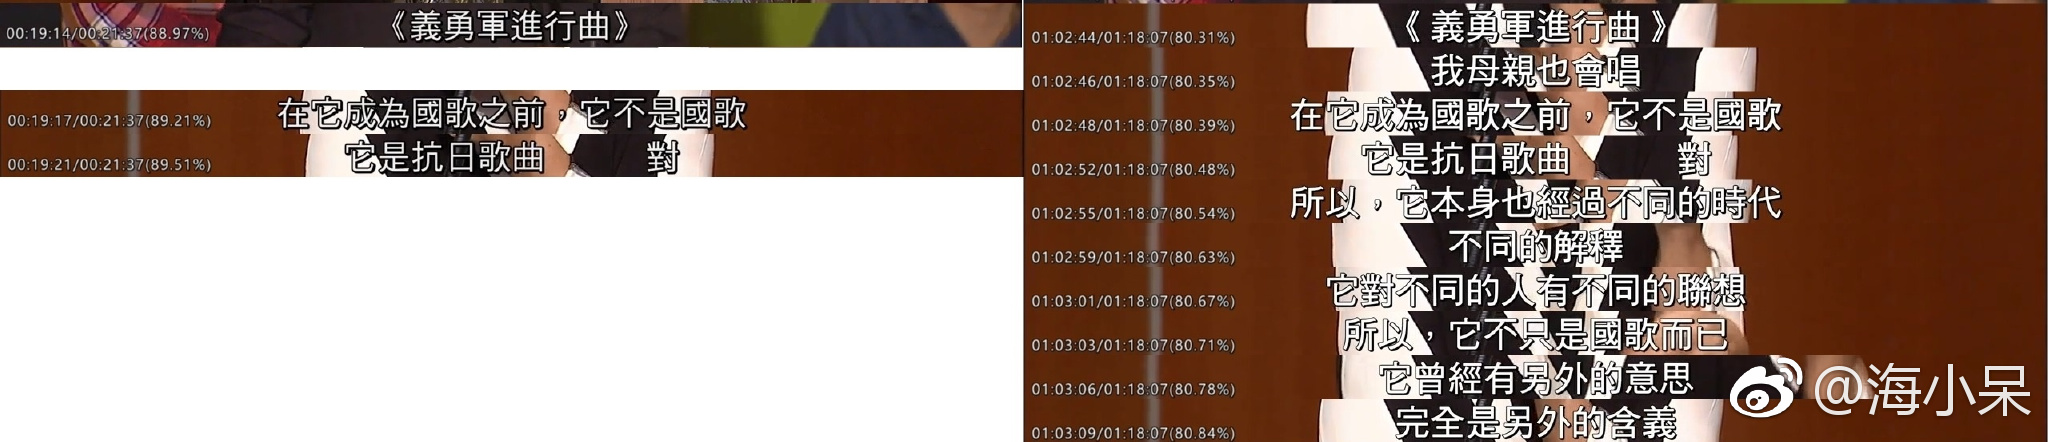 00:19:14/00:21:37(88.97%)
《義勇軍進行曲》
00:19:17/00:21:37(89.21%)
在它成為國歌之前，它不是國歌
00:19:21/00:21:37(89.51%)
它是抗日歌曲 對
01:02:44/01:18:07(80.31%)
《義勇軍進行曲》
01:02:46/01:18:07(80.35%)
我母親也會唱
01:02:48/01:18:07(80.39%)
在它成為國歌之前，它不是國歌
01:02:52/01:18:07(80.48%)
它是抗日歌曲 對
01:02:55/01:18:07(80.54%)
所以，它本身也經過不同的時代
01:02:59/01:18:07(80.63%)
不同的解釋
01:03:01/01:18:07(80.67%)
它對不同的人有不同的聯想
01:03:03/01:18:07(80.71%)
所以，它不只是國歌而已
01:03:06/01:18:07(80.78%)
它曾經有另外的意思
01:03:09/01:18:07(80.84%)
完全是另外的含義
@海小呆